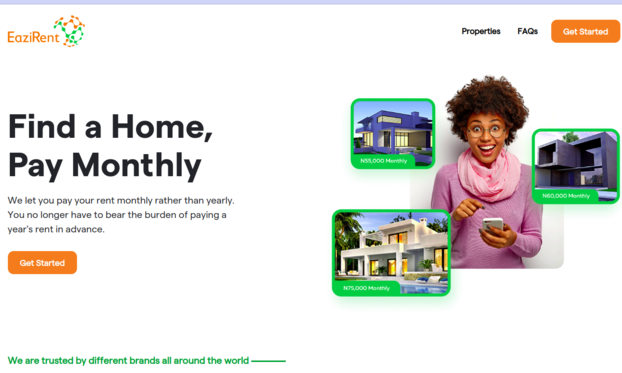 EaziRent
Properties
FAQs
Get Started
Find a Home,
Pay Monthly
We let you pay your rent monthly rather than yearly.
You no longer have to bear the burden of paying a
year's rent in advance.
Get Started
N55,000 Monthly
N60,000 Monthly
N75,000 Monthly
We are trusted by different brands all around the world